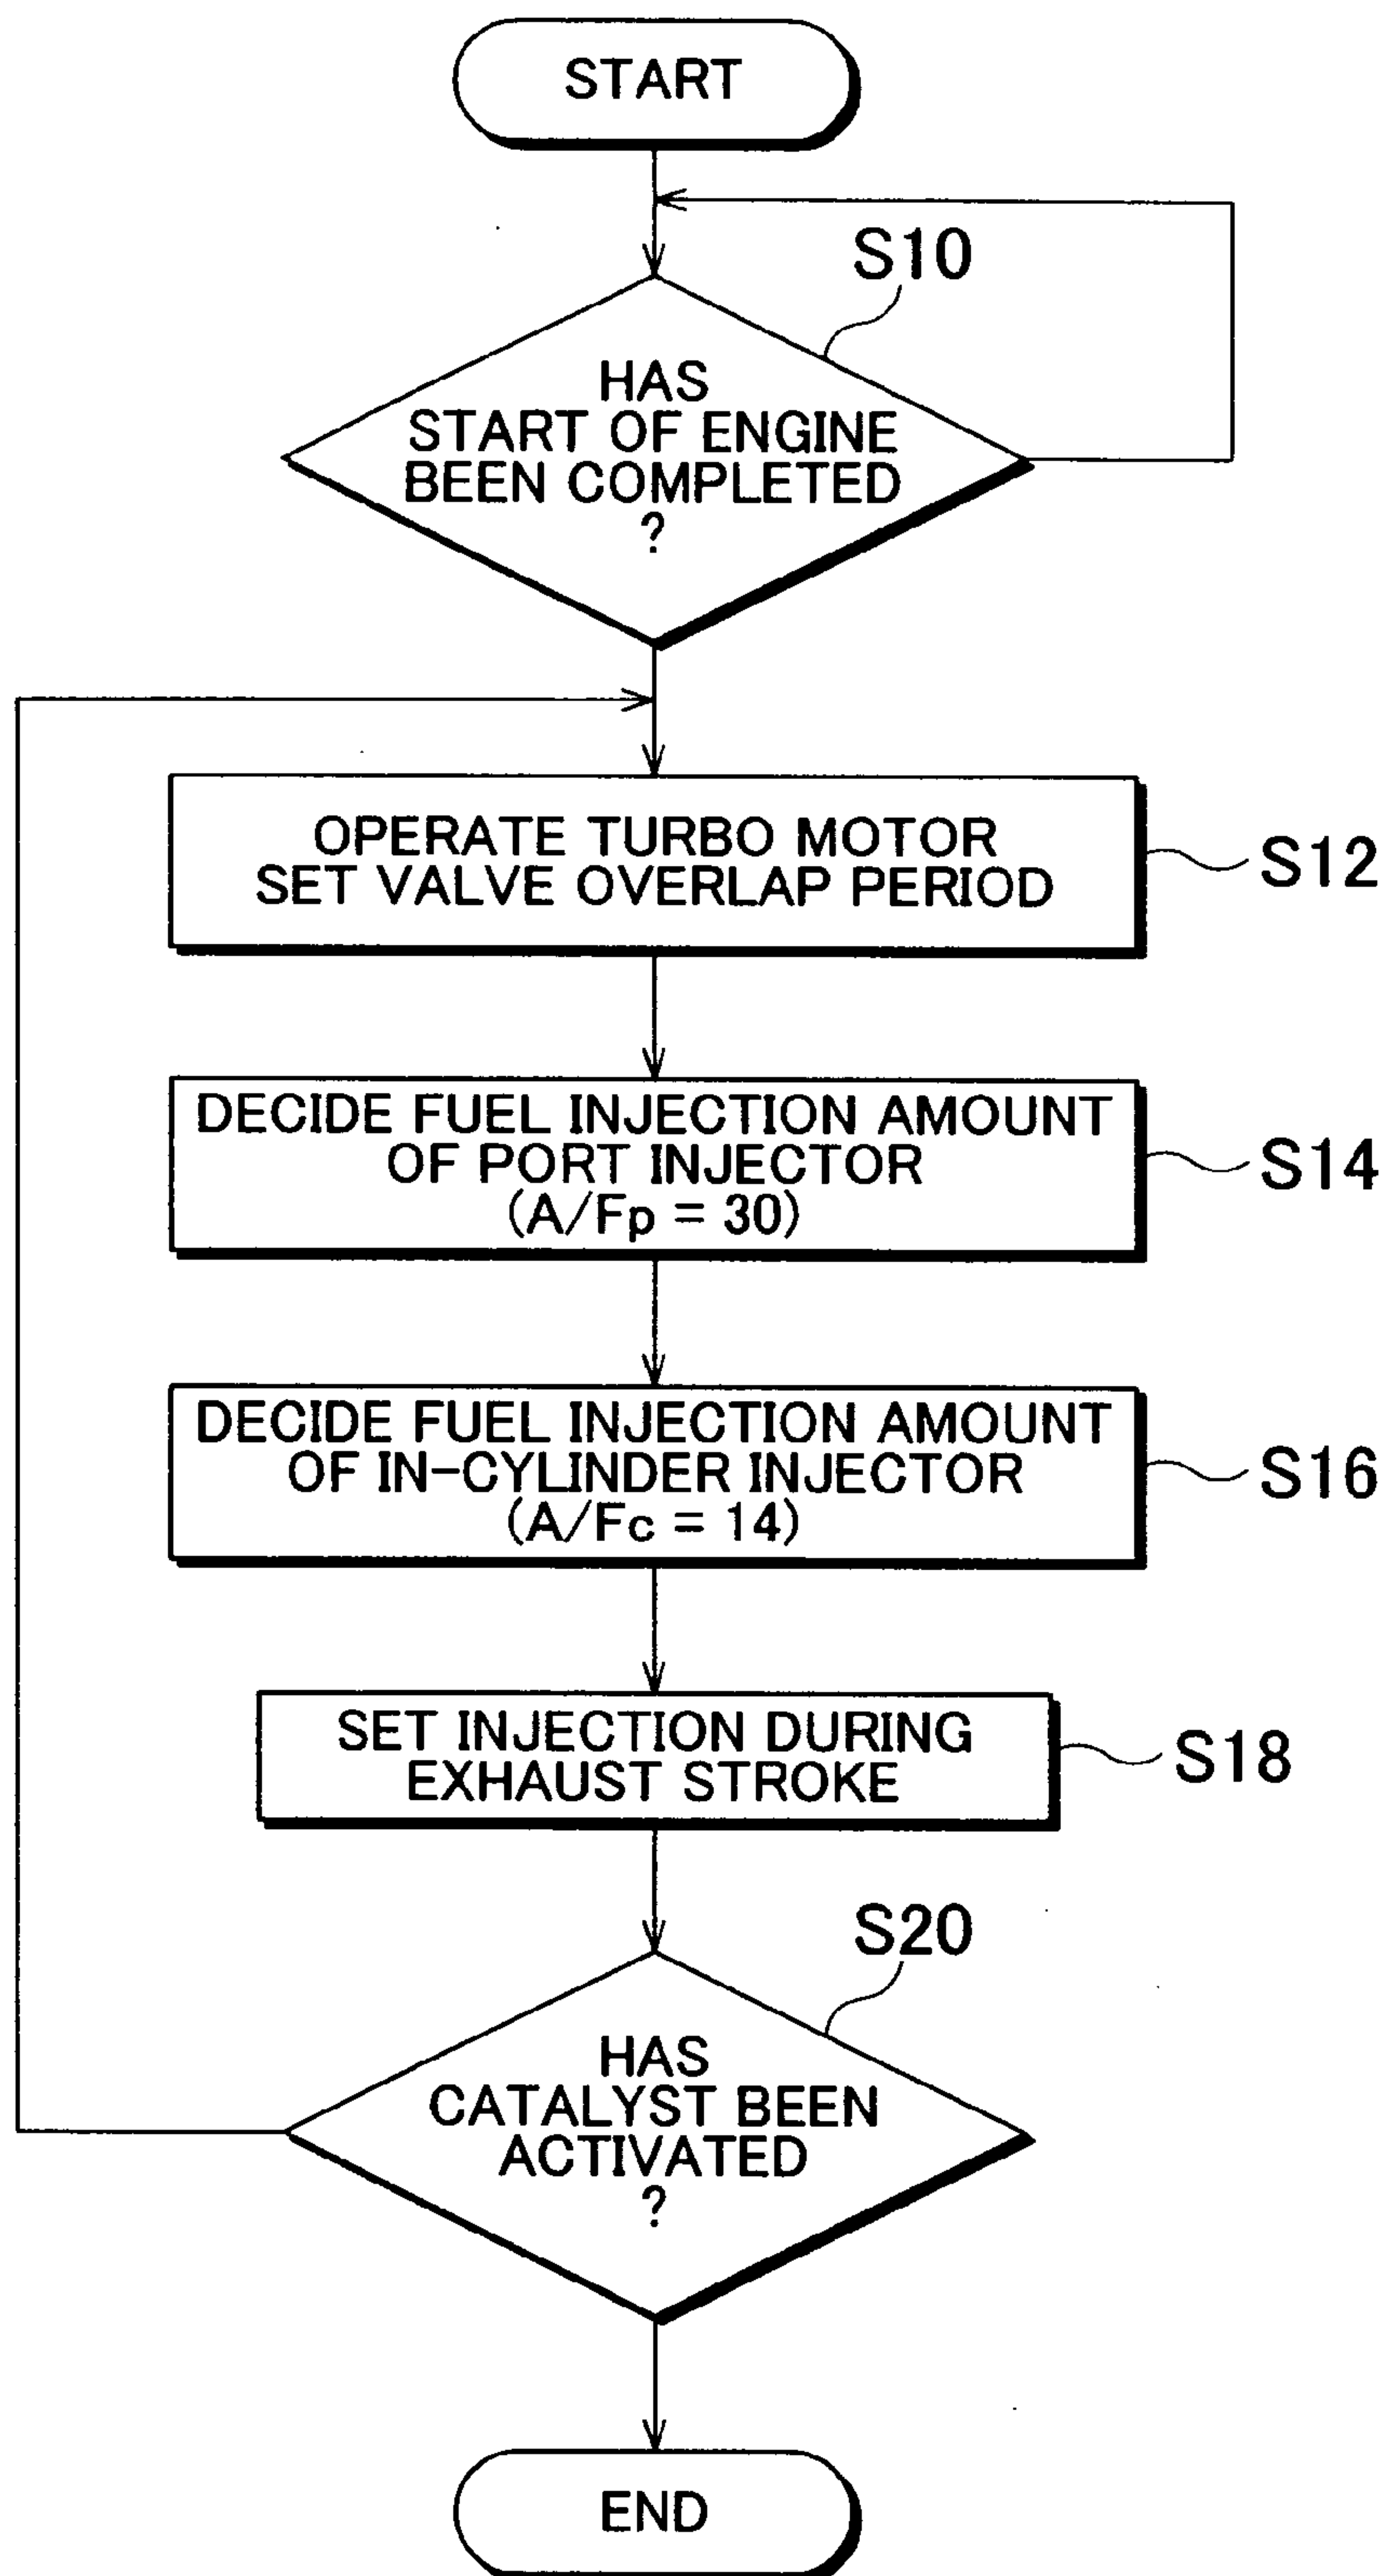 START
S10
HAS
START OF ENGINE
BEEN COMPLETED
?
OPERATE TURBO MOTOR
SET VALVE OVERLAP PERIOD
S12
DECIDE FUEL INJECTION AMOUNT
OF PORT INJECTOR
(A/Fp = 30)
S14
DECIDE FUEL INJECTION AMOUNT
OF IN-CYLINDER INJECTOR
(A/Fc = 14)
S16
SET INJECTION DURING
EXHAUST STROKE
S18
S20
HAS
CATALYST BEEN
ACTIVATED
?
END